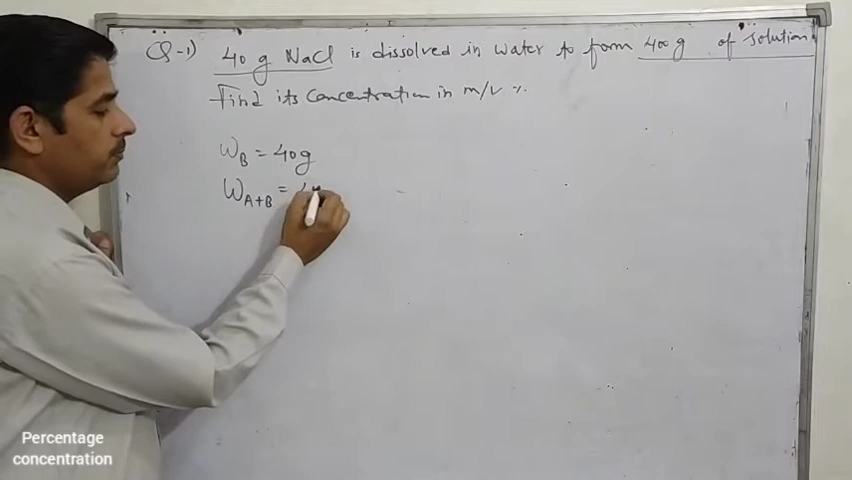 Q-1) 40 g NaCl is dissolved in water to form 400 g of solution
Find its Concentration in m/v %.
W_B = 40g
W_A+B =
Percentage
concentration